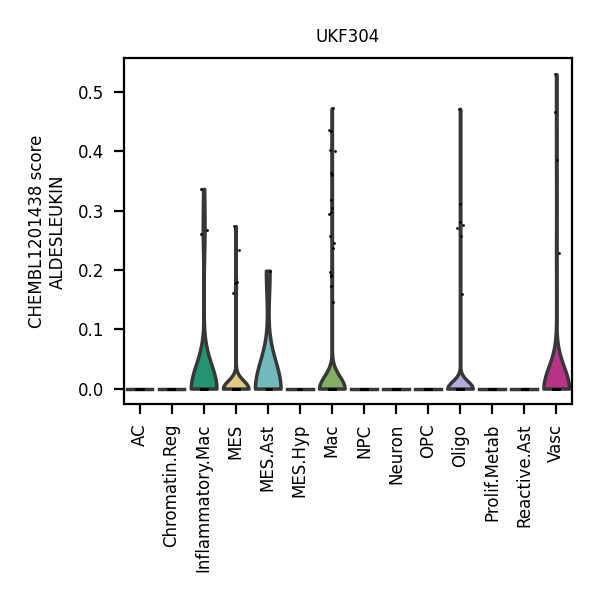 UKF304
CHEMBL1201438 score
ALDESLEUKIN
0.5
0.4
0.3
0.2
0.1
0.0
AC
Chromatin.Reg
Inflammatory.Mac
MES
MES.Ast
MES.Hyp
Mac
NPC
Neuron
OPC
Oligo
Prolif.Metab
Reactive.Ast
Vasc